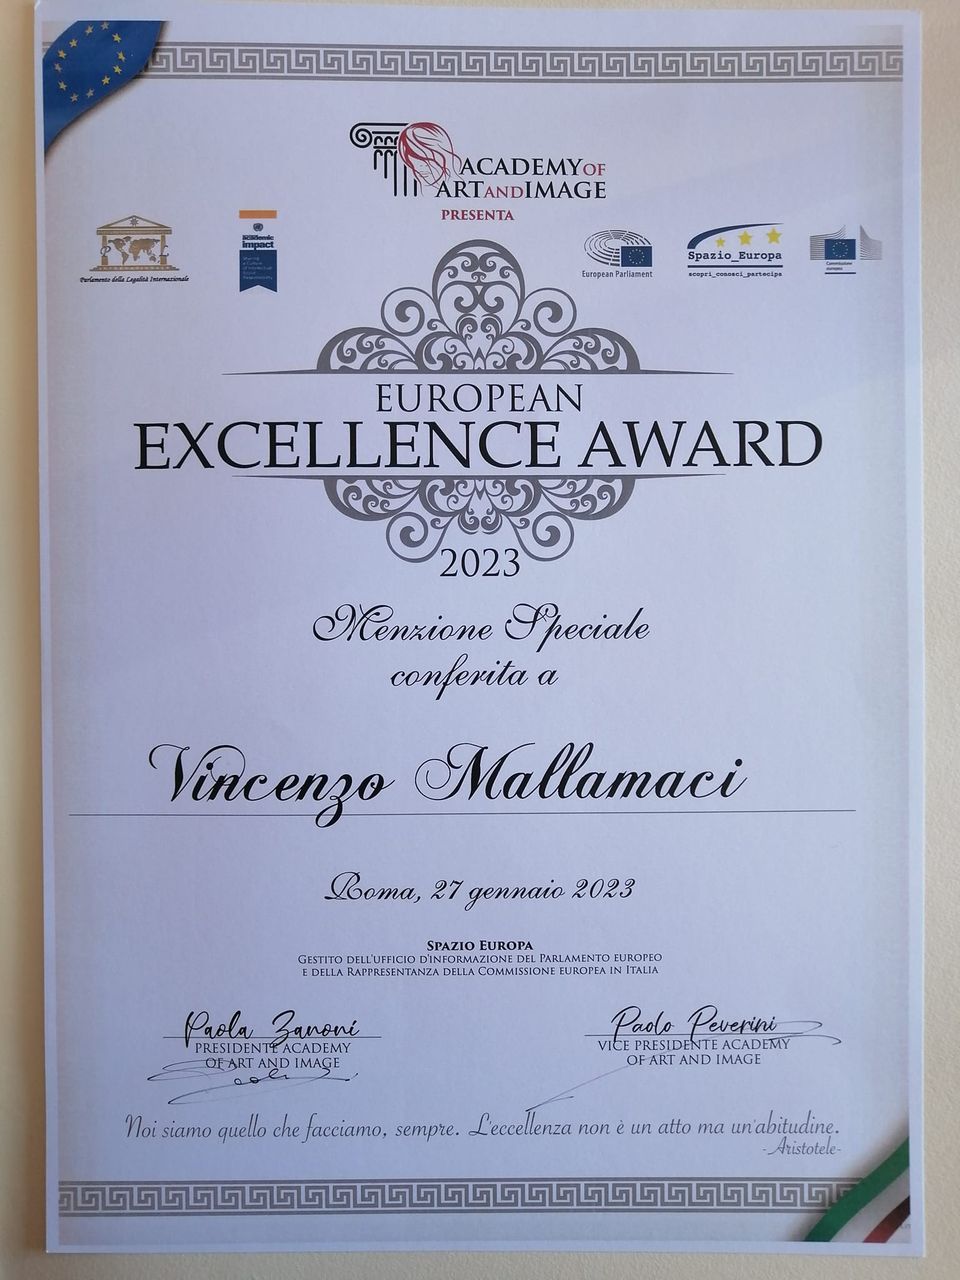 ACADEMY OF
ART AND IMAGE
PRESENTA
Parlamento della Legalità Internazionale
academic
impact
European Parliament
Spazio_Europa
scopri_conosci_partecipa
Commissione
europea
EUROPEAN
EXCELLENCE AWARD
2023
Menzione Speciale
conferita a
Vincenzo Mallamaci
Roma, 27 gennaio 2023
SPAZIO EUROPA
GESTITO DELL'UFFICIO D'INFORMAZIONE DEL PARLAMENTO EUROPEO
E DELLA RAPPRESENTANZA DELLA COMMISSIONE EUROPEA IN ITALIA
Paola Zanoni
PRESIDENTE ACADEMY
OF ART AND IMAGE
Paolo Peverini
VICE PRESIDENTE ACADEMY
OF ART AND IMAGE
Noi siamo quello che facciamo, sempre. L'eccellenza non è un atto ma un'abitudine.
-Aristotele-